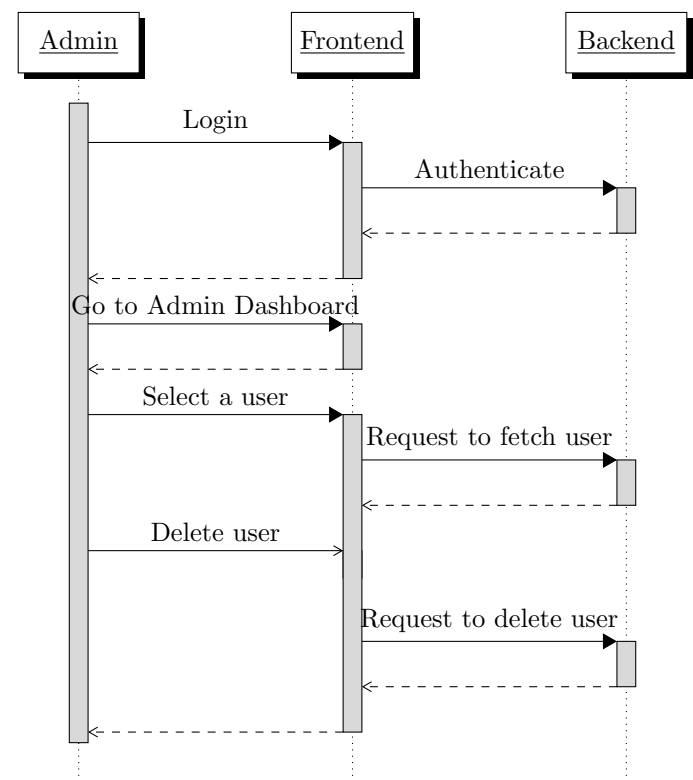 Admin
Frontend
Backend
Login
Authenticate
Go to Admin Dashboard
Select a user
Request to fetch user
Delete user
Request to delete user